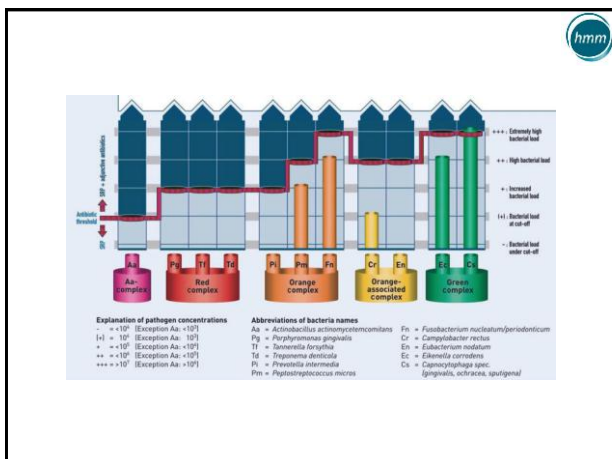 hmm
+++ = Extremely high
bacterial load
++ = High bacterial load
+ = Increased
bacterial load
(+) = Bacterial load
at cut-off
- = Bacterial load
under cut-off
SRP + adjunctive antibiotics
Antibiotic
threshold
SRP
Aa Pg Tf Td Pi Pm Fn Cr En Ec Cs
Aa-
complex
Red
complex
Orange
complex
Orange-
associated
complex
Green
complex
Explanation of pathogen concentrations
- = <10⁴ (Exception Aa: <10³)
(+) = 10⁴ (Exception Aa: 10³)
+ = <10⁵ (Exception Aa: <10⁴)
++ = <10⁶ (Exception Aa: <10⁵)
+++ = >10⁷ (Exception Aa: >10⁶)
Abbreviations of bacteria names
Aa = Actinobacillus actinomycetemcomitans
Pg = Porphyromonas gingivalis
Tf = Tannerella forsythia
Td = Treponema denticola
Pi = Prevotella intermedia
Pm = Peptostreptococcus micros
Fn = Fusobacterium nucleatum/periodonticum
Cr = Campylobacter rectus
En = Eubacterium nodatum
Ec = Eikenella corrodens
Cs = Capnocytophaga spec.
(gingivalis, ochracea, sputigena)